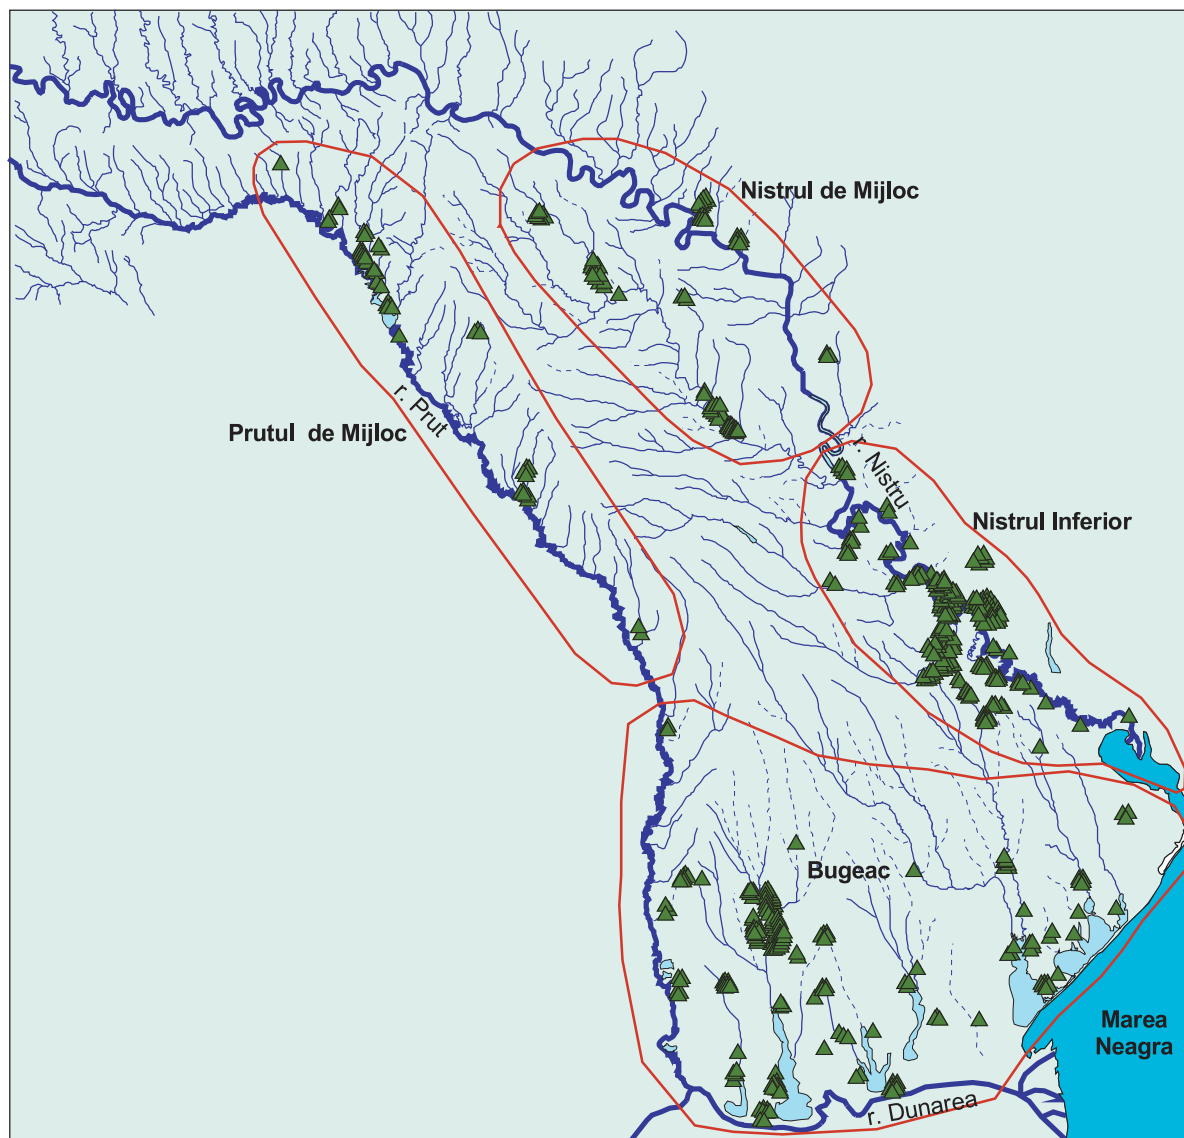 Nistrul de Mijloc
r. Prut
Prutul de Mijloc
r. Nistru
Nistrul Inferior
Bugeac
Marea
Neagra
r. Dunarea